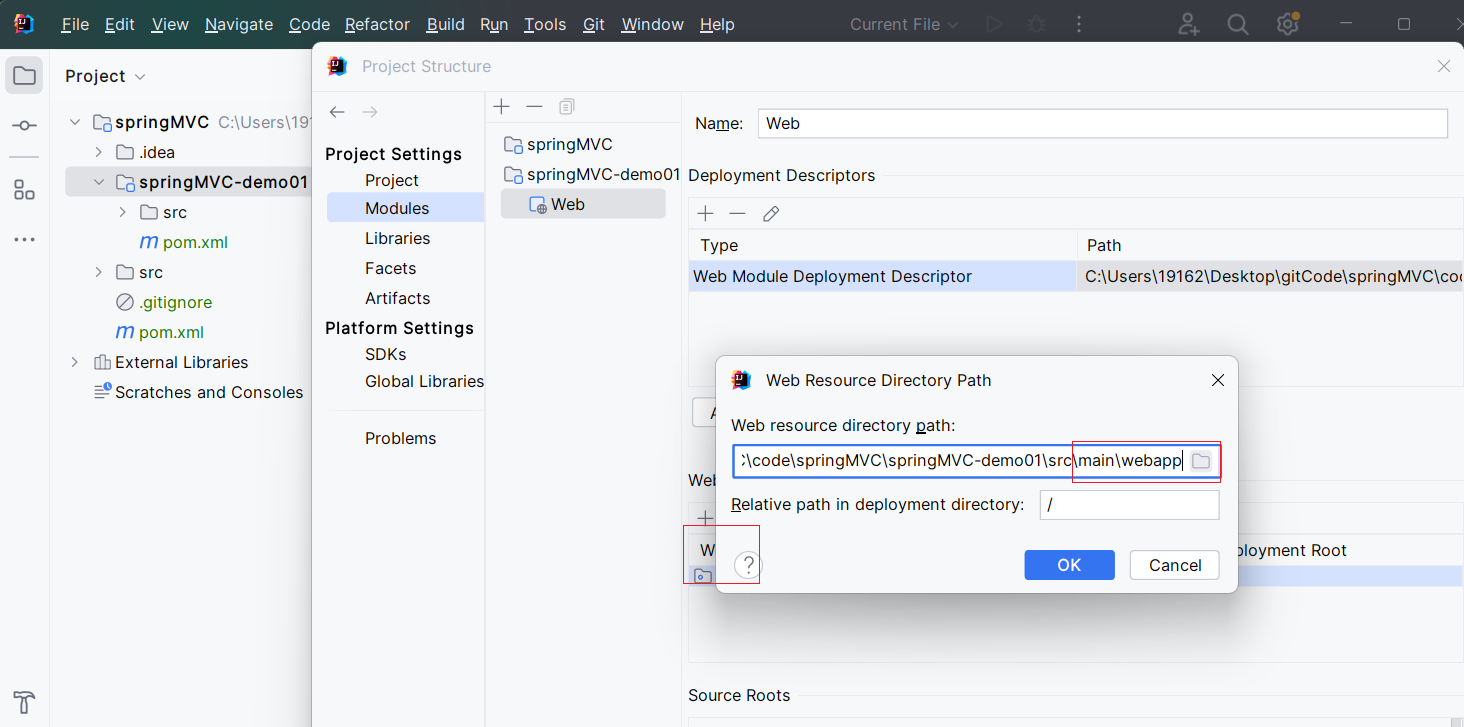 File Edit View Navigate Code Refactor Build Run Tools Git Window Help Current File
Project
springMVC C:\Users\191
.idea
springMVC-demo01
src
pom.xml
src
.gitignore
pom.xml
External Libraries
Scratches and Consoles
Project Structure
Project Settings
Project
Modules
Libraries
Facets
Artifacts
Platform Settings
SDKs
Global Libraries
Problems
springMVC
springMVC-demo01
Web
Name: Web
Deployment Descriptors
Type Path
Web Module Deployment Descriptor C:\Users\19162\Desktop\gitCode\springMVC\co
Web Resource Directory Path
Web resource directory path:
\code\springMVC\springMVC-demo01\src\main\webapp
Relative path in deployment directory: /
? OK Cancel
Web
ployment Root
Source Roots